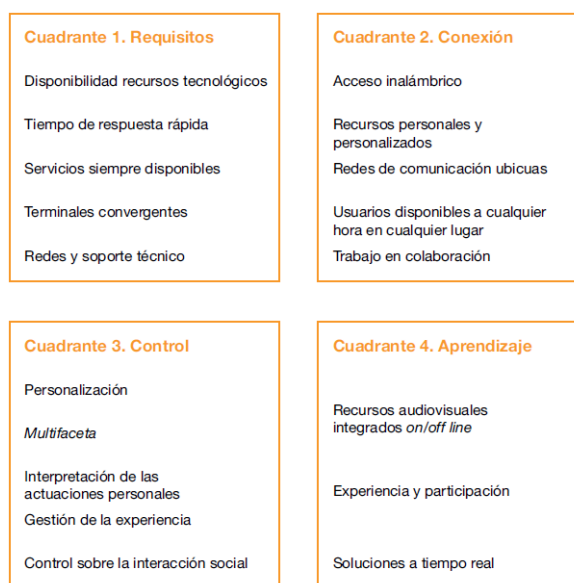 Cuadrante 1. Requisitos
Disponibilidad recursos tecnológicos
Tiempo de respuesta rápida
Servicios siempre disponibles
Terminales convergentes
Redes y soporte técnico
Cuadrante 2. Conexión
Acceso inalámbrico
Recursos personales y
personalizados
Redes de comunicación ubicuas
Usuarios disponibles a cualquier
hora en cualquier lugar
Trabajo en colaboración
Cuadrante 3. Control
Personalización
Multifaceta
Interpretación de las
actuaciones personales
Gestión de la experiencia
Control sobre la interacción social
Cuadrante 4. Aprendizaje
Recursos audiovisuales
integrados on/off line
Experiencia y participación
Soluciones a tiempo real